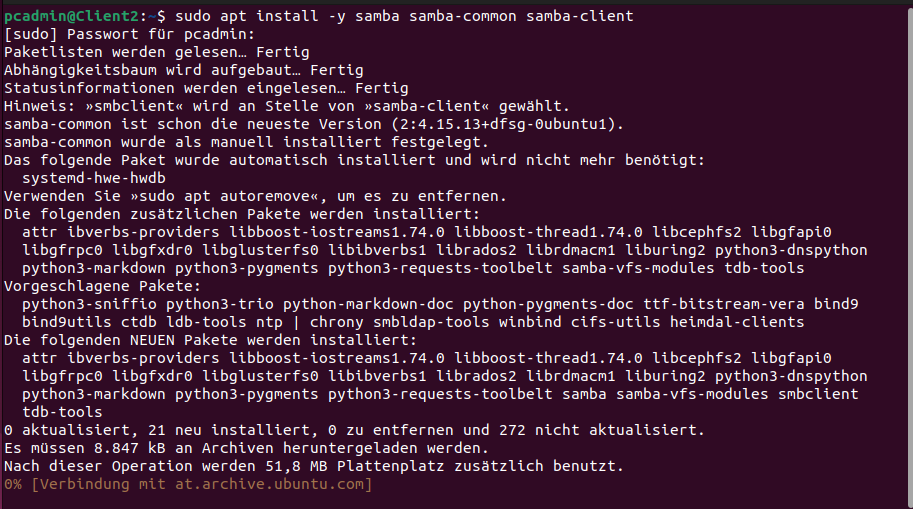 pcadmin@Client2:~$ sudo apt install -y samba samba-common samba-client
[sudo] Passwort für pcadmin:
Paketlisten werden gelesen… Fertig
Abhängigkeitsbaum wird aufgebaut… Fertig
Statusinformationen werden eingelesen… Fertig
Hinweis: »smbclient« wird an Stelle von »samba-client« gewählt.
samba-common ist schon die neueste Version (2:4.15.13+dfsg-0ubuntu1).
samba-common wurde als manuell installiert festgelegt.
Das folgende Paket wurde automatisch installiert und wird nicht mehr benötigt:
  systemd-hwe-hwdb
Verwenden Sie »sudo apt autoremove«, um es zu entfernen.
Die folgenden zusätzlichen Pakete werden installiert:
  attr ibverbs-providers libboost-iostreams1.74.0 libboost-thread1.74.0 libcephfs2 libgfapi0
  libgfrpc0 libgfxdr0 libglusterfs0 libibverbs1 librados2 librdmacm1 liburing2 python3-dnspython
  python3-markdown python3-pygments python3-requests-toolbelt samba-vfs-modules tdb-tools
Vorgeschlagene Pakete:
  python3-sniffio python3-trio python-markdown-doc python-pygments-doc ttf-bitstream-vera bind9
  bind9utils ctdb ldb-tools ntp | chrony smbldap-tools winbind cifs-utils heimdal-clients
Die folgenden NEUEN Pakete werden installiert:
  attr ibverbs-providers libboost-iostreams1.74.0 libboost-thread1.74.0 libcephfs2 libgfapi0
  libgfrpc0 libgfxdr0 libglusterfs0 libibverbs1 librados2 librdmacm1 liburing2 python3-dnspython
  python3-markdown python3-pygments python3-requests-toolbelt samba samba-vfs-modules smbclient
  tdb-tools
0 aktualisiert, 21 neu installiert, 0 zu entfernen und 272 nicht aktualisiert.
Es müssen 8.847 kB an Archiven heruntergeladen werden.
Nach dieser Operation werden 51,8 MB Plattenplatz zusätzlich benutzt.
0% [Verbindung mit at.archive.ubuntu.com]